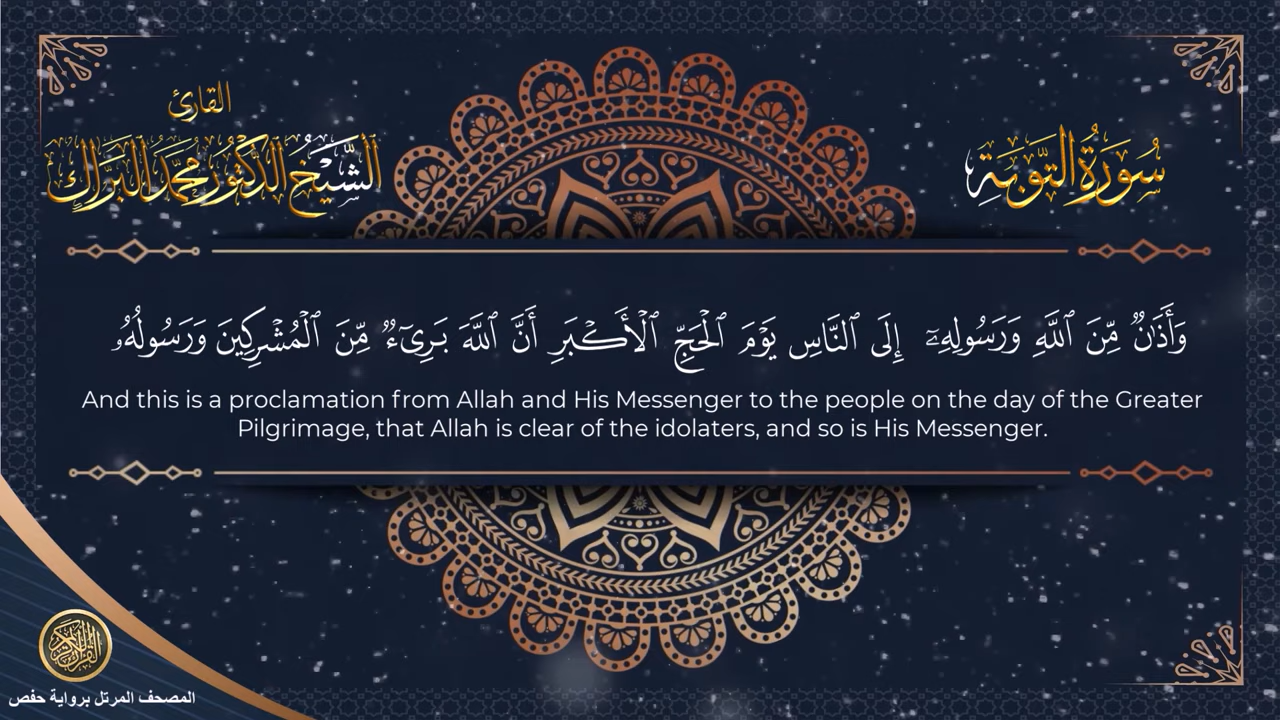 القارئ
الشيخ الدكتور محمد البراك
سُورَةُ التَّوْبَةِ
وَأَذَٰنٌ مِّنَ ٱللَّهِ وَرَسُولِهِۦٓ إِلَى ٱلنَّاسِ يَوْمَ ٱلْحَجِّ ٱلْأَكْبَرِ أَنَّ ٱللَّهَ بَرِىٓءٌ مِّنَ ٱلْمُشْرِكِينَ وَرَسُولُهُۥ
And this is a proclamation from Allah and His Messenger to the people on the day of the Greater
Pilgrimage, that Allah is clear of the idolaters, and so is His Messenger.
القرآن الكريم
المصحف المرتل برواية حفص